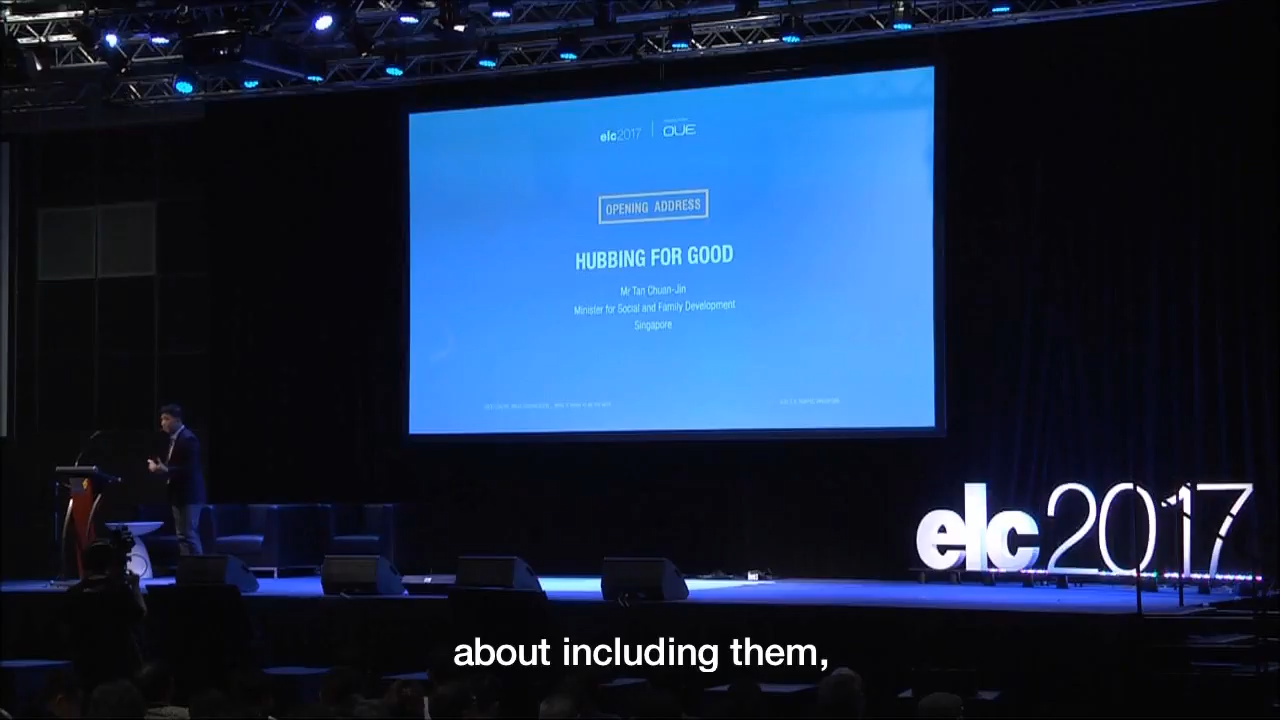 elc2017 | OUE
OPENING ADDRESS
HUBBING FOR GOOD
Mr Tan Chuan-Jin
Minister for Social and Family Development
Singapore
elc2017
about including them,